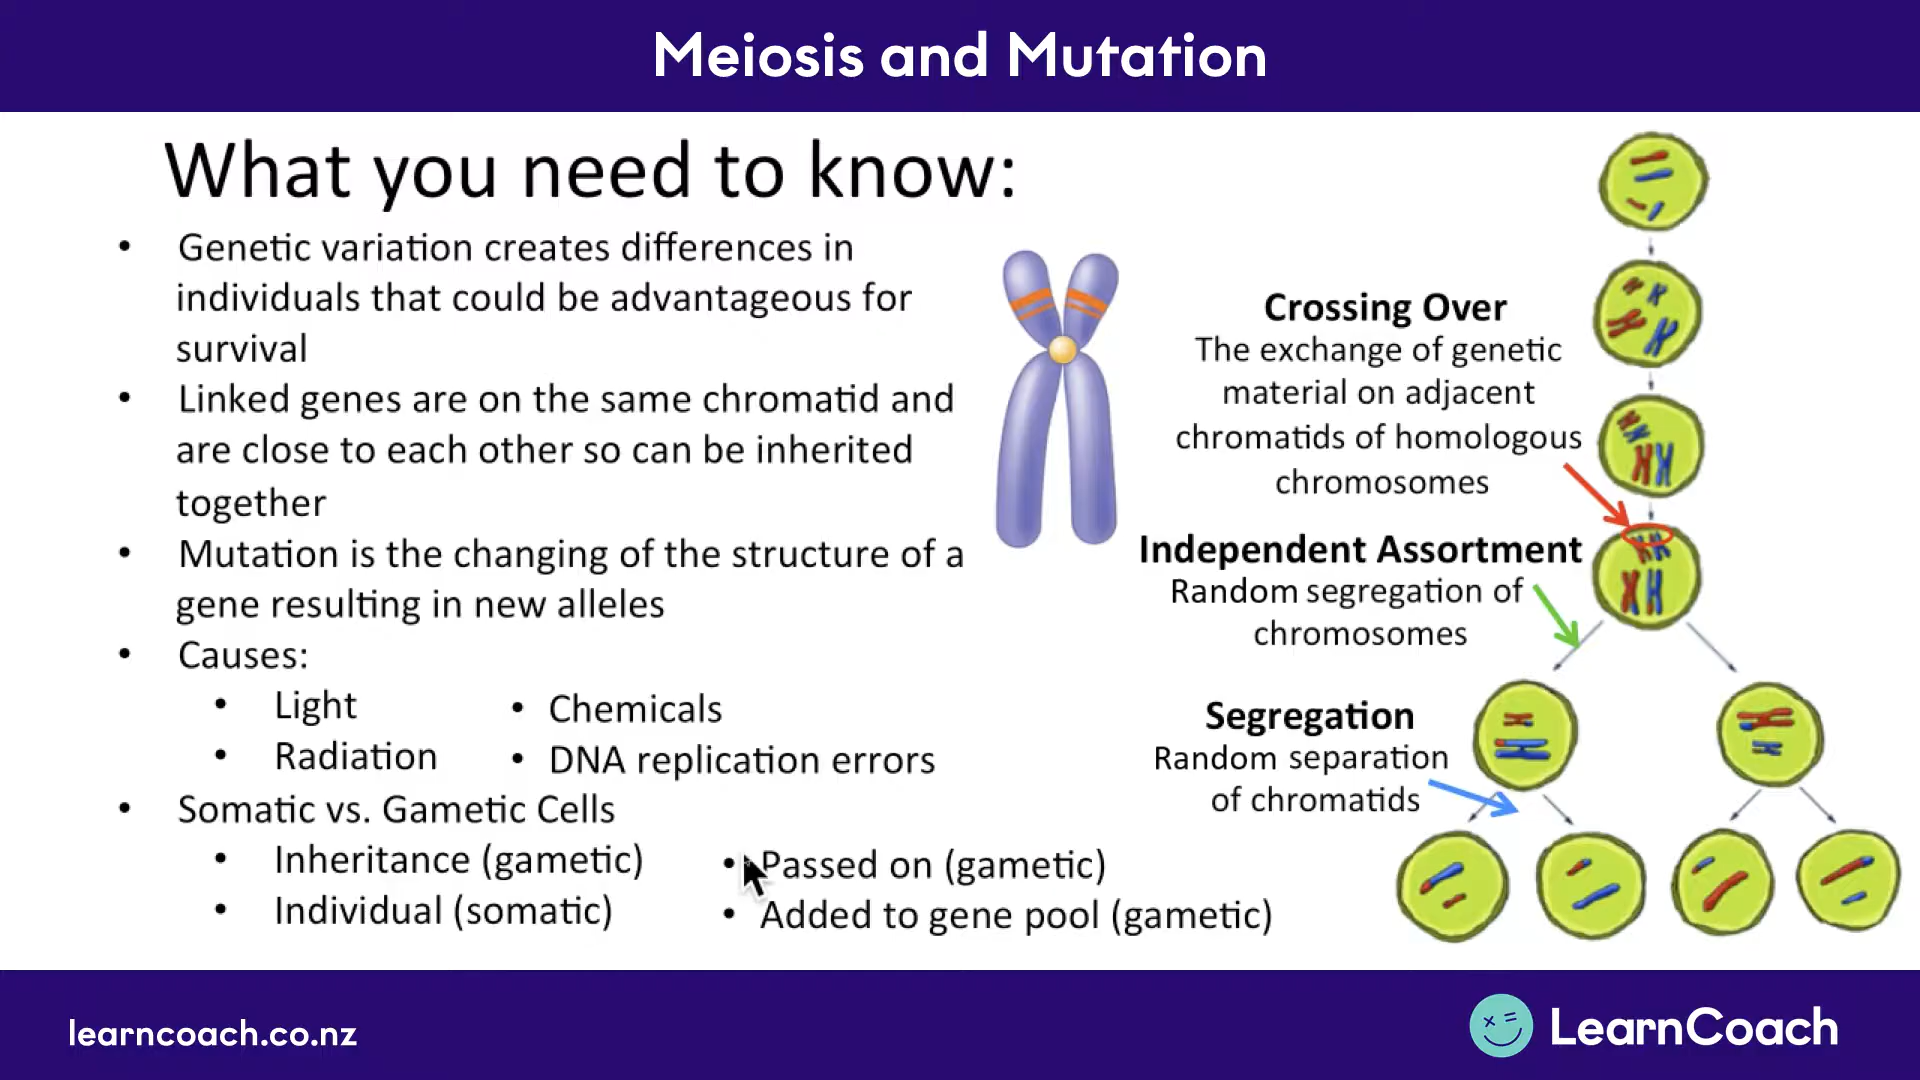 Meiosis and Mutation
What you need to know:
• Genetic variation creates differences in
individuals that could be advantageous for
survival
• Linked genes are on the same chromatid and
are close to each other so can be inherited
together
• Mutation is the changing of the structure of a
gene resulting in new alleles
• Causes:
• Light
• Radiation
• Chemicals
• DNA replication errors
• Somatic vs. Gametic Cells
• Inheritance (gametic)
• Individual (somatic)
• Passed on (gametic)
• Added to gene pool (gametic)
Crossing Over
The exchange of genetic
material on adjacent
chromatids of homologous
chromosomes
Independent Assortment
Random segregation of
chromosomes
Segregation
Random separation
of chromatids
learncoach.co.nz
LearnCoach